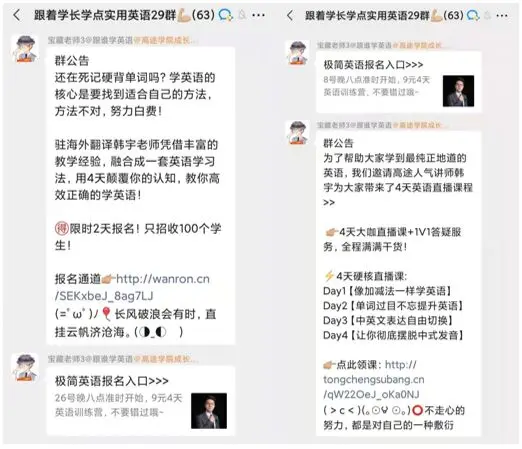 跟着学长学点实用英语29群💪🏼(63)
宝藏老师3@跟谁学英语@高途学院成长...
群公告
还在死记硬背单词吗？学英语的
核心是要找到适合自己的方法，
方法不对，努力白费！
驻海外翻译韩宇老师凭借丰富的
教学经验，融合成一套英语学习
法，用4天颠覆你的认知，教你高
效正确的学英语！
🉐限时2天报名！只招收100个学
生！
报名通道👉🏼http://wanron.cn
/SEKxbeJ_8ag7LJ
(=ﾟωﾟ)ﾉ🎈长风破浪会有时，直
挂云帆济沧海。(◑‿◐ )
宝藏老师3@跟谁学英语@高途学院成长...
极简英语报名入口>>>
26号晚八点准时开始，9元4天
英语训练营，不要错过哦~
跟着学长学点实用英语29群💪🏼(63)
宝藏老师3@跟谁学英语@高途学院成长...
极简英语报名入口>>>
8号晚八点准时开始，9元4天
英语训练营，不要错过哦~
宝藏老师3@跟谁学英语@高途学院成长...
群公告
为了帮助大家学到最纯正地道的
英语，我们邀请高途人气讲师韩
宇为大家带来了4天英语直播课程
>>
👉🏼4天大咖直播课+1V1答疑服
务，全程满满干货！
⚡4天硬核直播课：
Day1【像加减法一样学英语】
Day2【单词过目不忘提升英语】
Day3【中英文表达自由切换】
Day4【让你彻底摆脱中式发音】
👉🏼点此领课：http://
tongchengsubang.cn
/qW22OeJ_oKa0NJ
( > c < )(｡☉౪ ⊙｡)⭕不走心的
努力，都是对自己的一种敷衍